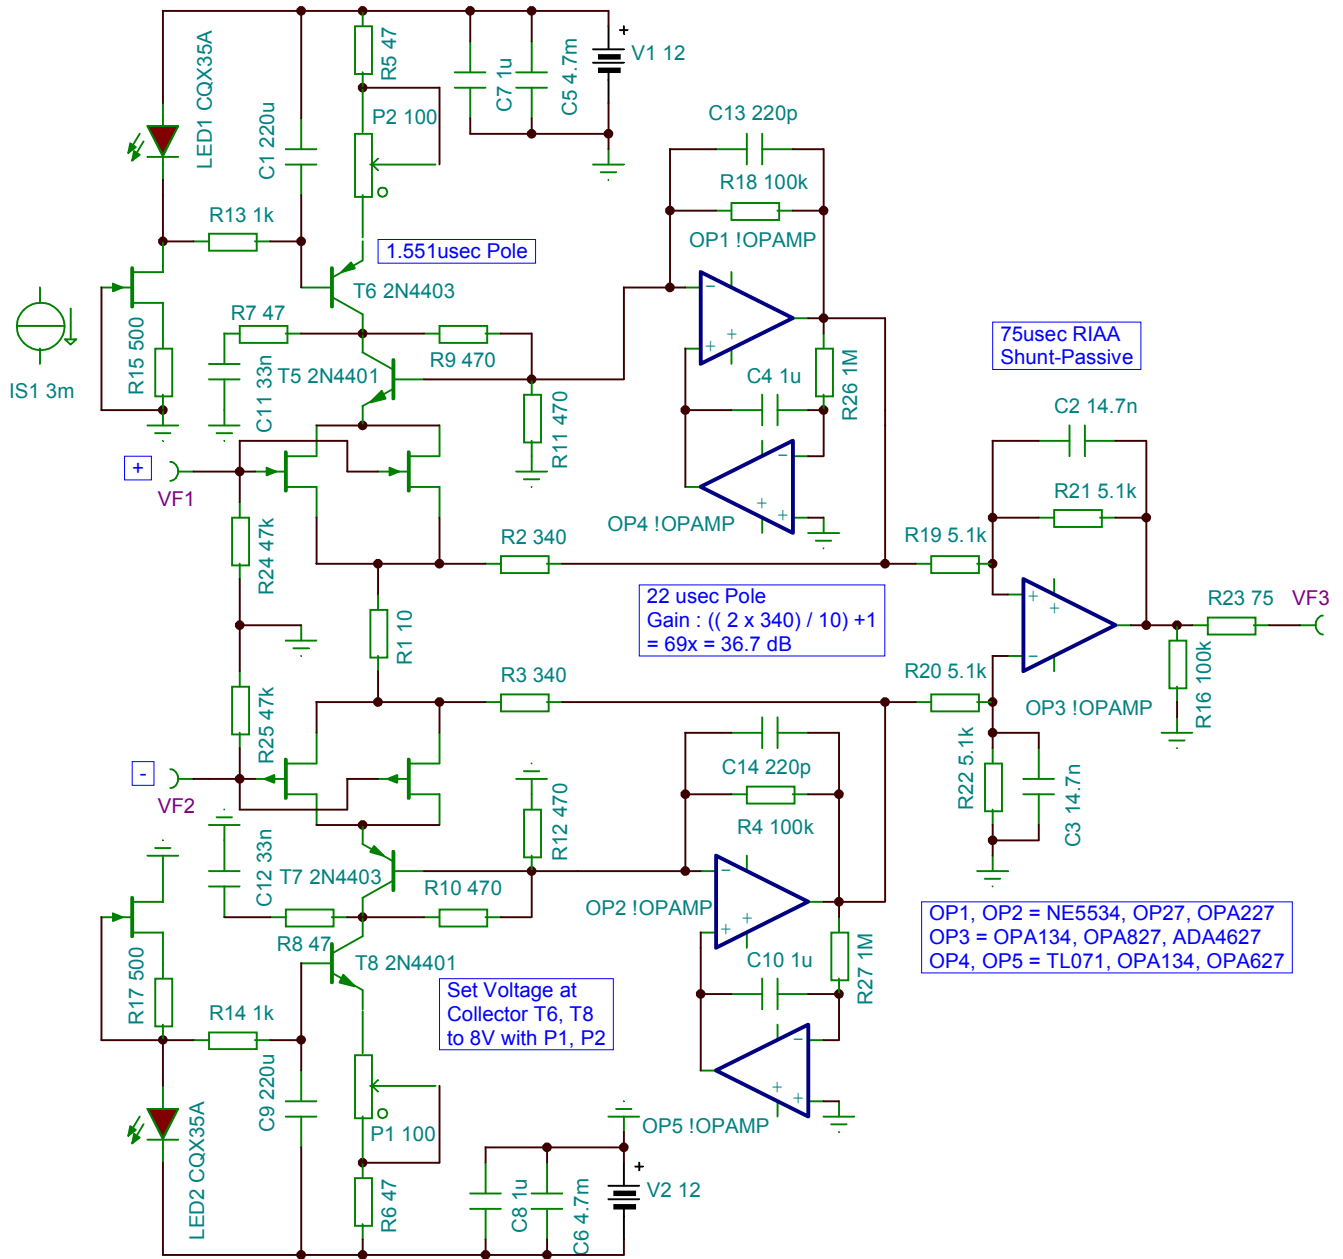 R5 47
C7 1u
C5 4.7m
+
V1 12
LED1 CQX35A
C1 220u
P2 100
C13 220p
R18 100k
R13 1k
OP1 !OPAMP
1.551usec Pole
T6 2N4403
R7 47
R9 470
IS1 3m
R15 500
C11 33n
T5 2N4401
R11 470
C4 1u
R26 1M
75usec RIAA
Shunt-Passive
C2 14.7n
+
VF1
OP4 !OPAMP
R21 5.1k
R24 47k
R2 340
R19 5.1k
22 usec Pole
Gain : (( 2 x 340) / 10) +1
= 69x = 36.7 dB
R1 10
R23 75
VF3
R3 340
R20 5.1k
R16 100k
OP3 !OPAMP
R25 47k
-
VF2
C14 220p
R22 5.1k
C3 14.7n
R4 100k
R12 470
C12 33n
T7 2N4403
R10 470
OP2 !OPAMP
R8 47
OP1, OP2 = NE5534, OP27, OPA227
OP3 = OPA134, OPA827, ADA4627
OP4, OP5 = TL071, OPA134, OPA627
T8 2N4401
C10 1u
R27 1M
R17 500
R14 1k
Set Voltage at
Collector T6, T8
to 8V with P1, P2
C9 220u
P1 100
OP5 !OPAMP
LED2 CQX35A
R6 47
C8 1u
C6 4.7m
+
V2 12